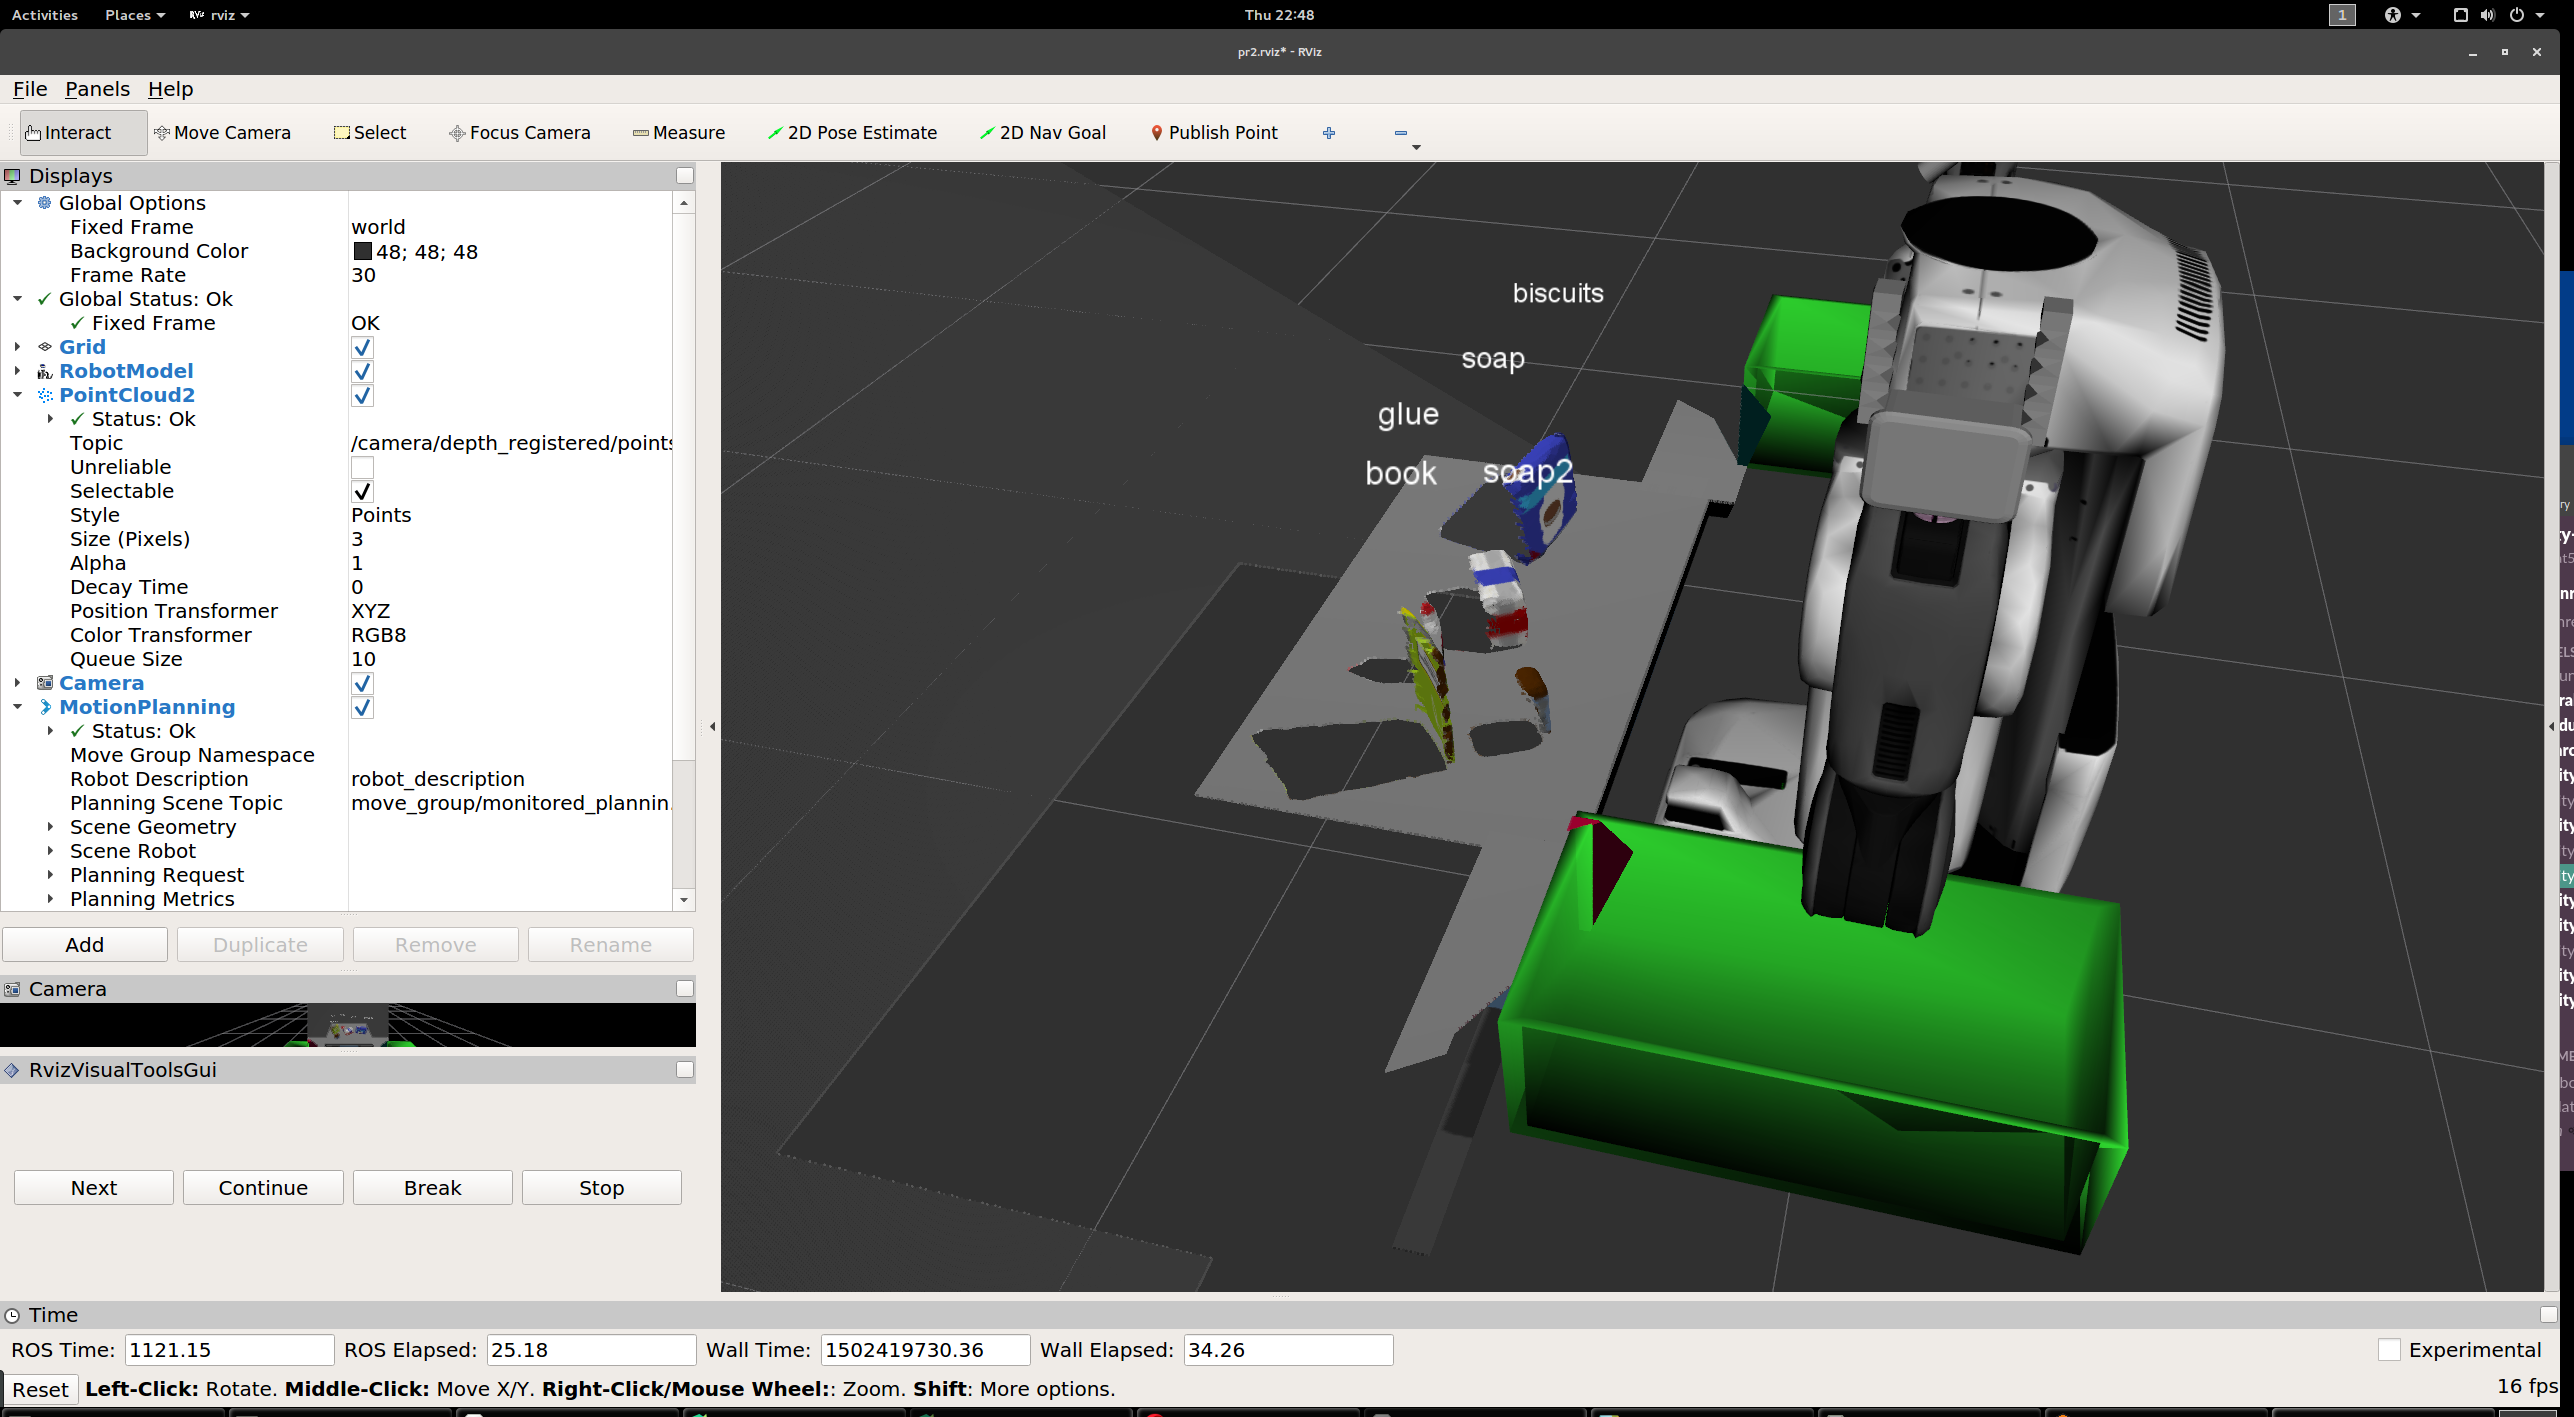 Activities Places rviz Thu 22:48 1
pr2.rviz* - RViz
File Panels Help
Interact Move Camera Select Focus Camera Measure 2D Pose Estimate 2D Nav Goal Publish Point
Displays
Global Options
Fixed Frame world
Background Color 48; 48; 48
Frame Rate 30
Global Status: Ok
Fixed Frame OK
Grid
RobotModel
PointCloud2
Status: Ok
Topic /camera/depth_registered/points
Unreliable
Selectable
Style Points
Size (Pixels) 3
Alpha 1
Decay Time 0
Position Transformer XYZ
Color Transformer RGB8
Queue Size 10
Camera
MotionPlanning
Status: Ok
Move Group Namespace
Robot Description robot_description
Planning Scene Topic move_group/monitored_plannin...
Scene Geometry
Scene Robot
Planning Request
Planning Metrics
Add Duplicate Remove Rename
Camera
RvizVisualToolsGui
Next Continue Break Stop
biscuits
soap
glue
book soap2
Time
ROS Time: 1121.15 ROS Elapsed: 25.18 Wall Time: 1502419730.36 Wall Elapsed: 34.26 Experimental
Reset Left-Click: Rotate. Middle-Click: Move X/Y. Right-Click/Mouse Wheel:: Zoom. Shift: More options. 16 fps